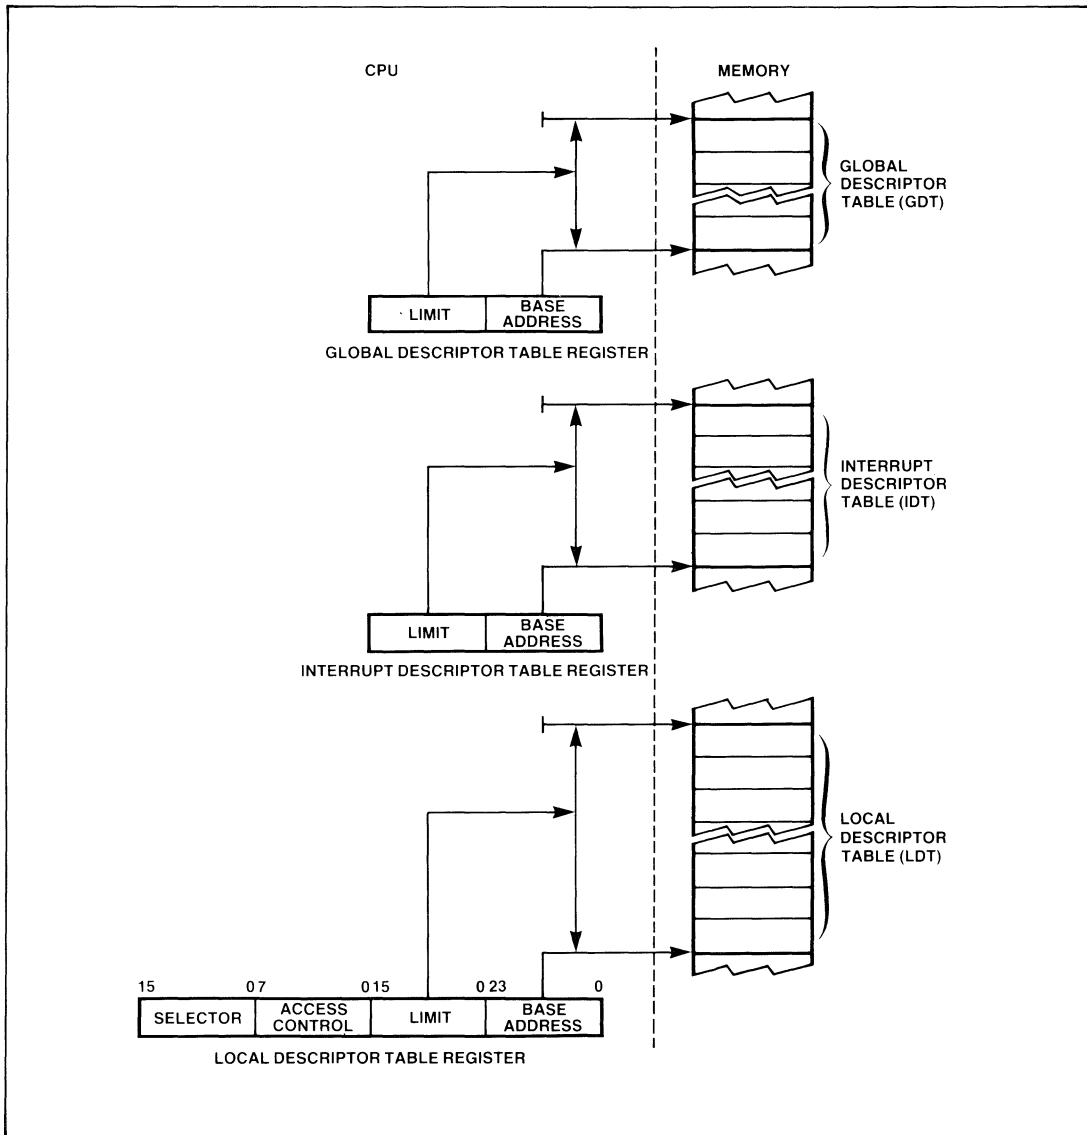 CPU
MEMORY
GLOBAL
DESCRIPTOR
TABLE (GDT)
LIMIT
BASE
ADDRESS
GLOBAL DESCRIPTOR TABLE REGISTER
INTERRUPT
DESCRIPTOR
TABLE (IDT)
LIMIT
BASE
ADDRESS
INTERRUPT DESCRIPTOR TABLE REGISTER
LOCAL
DESCRIPTOR
TABLE (LDT)
15 0 7 0 15 0 23 0
SELECTOR
ACCESS
CONTROL
LIMIT
BASE
ADDRESS
LOCAL DESCRIPTOR TABLE REGISTER